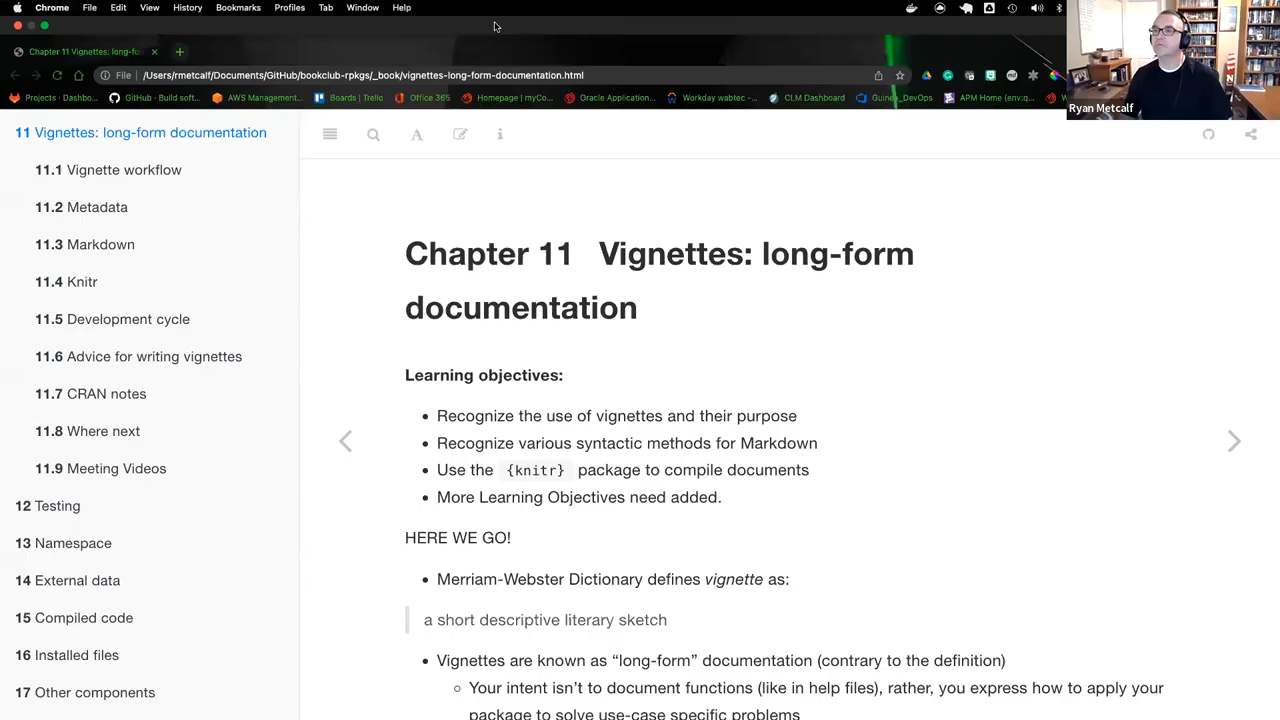 Chrome File Edit View History Bookmarks Profiles Tab Window Help
Chapter 11 Vignettes: long-fo
File /Users/rmetcalf/Documents/GitHub/bookclub-rpkgs/_book/vignettes-long-form-documentation.html
Projects · Dashbo... GitHub · Build soft... AWS Management... Boards | Trello Office 365 Homepage | myCo... Oracle Application... Workday wabtec -... CLM Dashboard Guinea_DevOps APM Home (env:q...
Ryan Metcalf
11 Vignettes: long-form documentation
11.1 Vignette workflow
11.2 Metadata
11.3 Markdown
11.4 Knitr
11.5 Development cycle
11.6 Advice for writing vignettes
11.7 CRAN notes
11.8 Where next
11.9 Meeting Videos
12 Testing
13 Namespace
14 External data
15 Compiled code
16 Installed files
17 Other components
Chapter 11 Vignettes: long-form
documentation
Learning objectives:
• Recognize the use of vignettes and their purpose
• Recognize various syntactic methods for Markdown
• Use the {knitr} package to compile documents
• More Learning Objectives need added.
HERE WE GO!
• Merriam-Webster Dictionary defines vignette as:
a short descriptive literary sketch
• Vignettes are known as “long-form” documentation (contrary to the definition)
○ Your intent isn’t to document functions (like in help files), rather, you express how to apply your
package to solve use-case specific problems